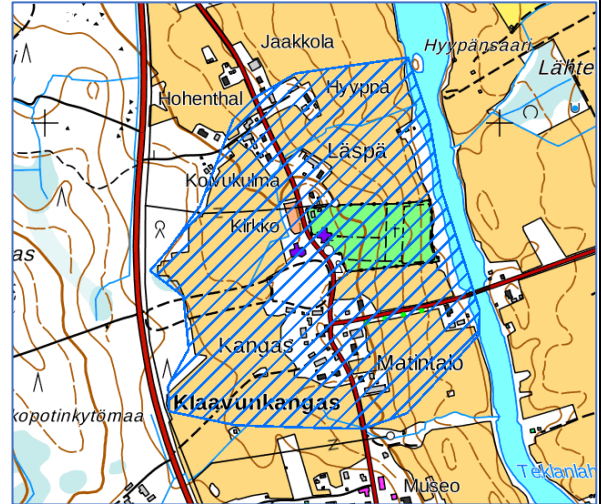 Jaakkola
Hyypänsaari
Lähte
Hyyppä
Hohenthal
Läspä
Koivukulma
Kirkko
as
Kangas
Matintalo
Klaavunkangas
kopotinkytömaa
Z
Teklanlah
Museo